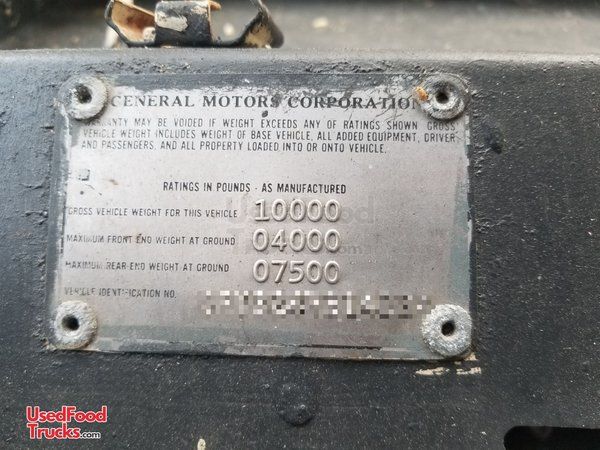 GENERAL MOTORS CORPORATION
WARRANTY MAY BE VOIDED IF WEIGHT EXCEEDS ANY OF RATINGS SHOWN GROSS
VEHICLE WEIGHT INCLUDES WEIGHT OF BASE VEHICLE, ALL ADDED EQUIPMENT, DRIVER
AND PASSENGERS, AND ALL PROPERTY LOADED INTO OR ONTO VEHICLE.
RATINGS IN POUNDS - AS MANUFACTURED
GROSS VEHICLE WEIGHT FOR THIS VEHICLE 10000
MAXIMUM FRONT END WEIGHT AT GROUND 04000
MAXIMUM REAR END WEIGHT AT GROUND 07500
VEHICLE IDENTIFICATION NO.
UsedFood
Trucks.com